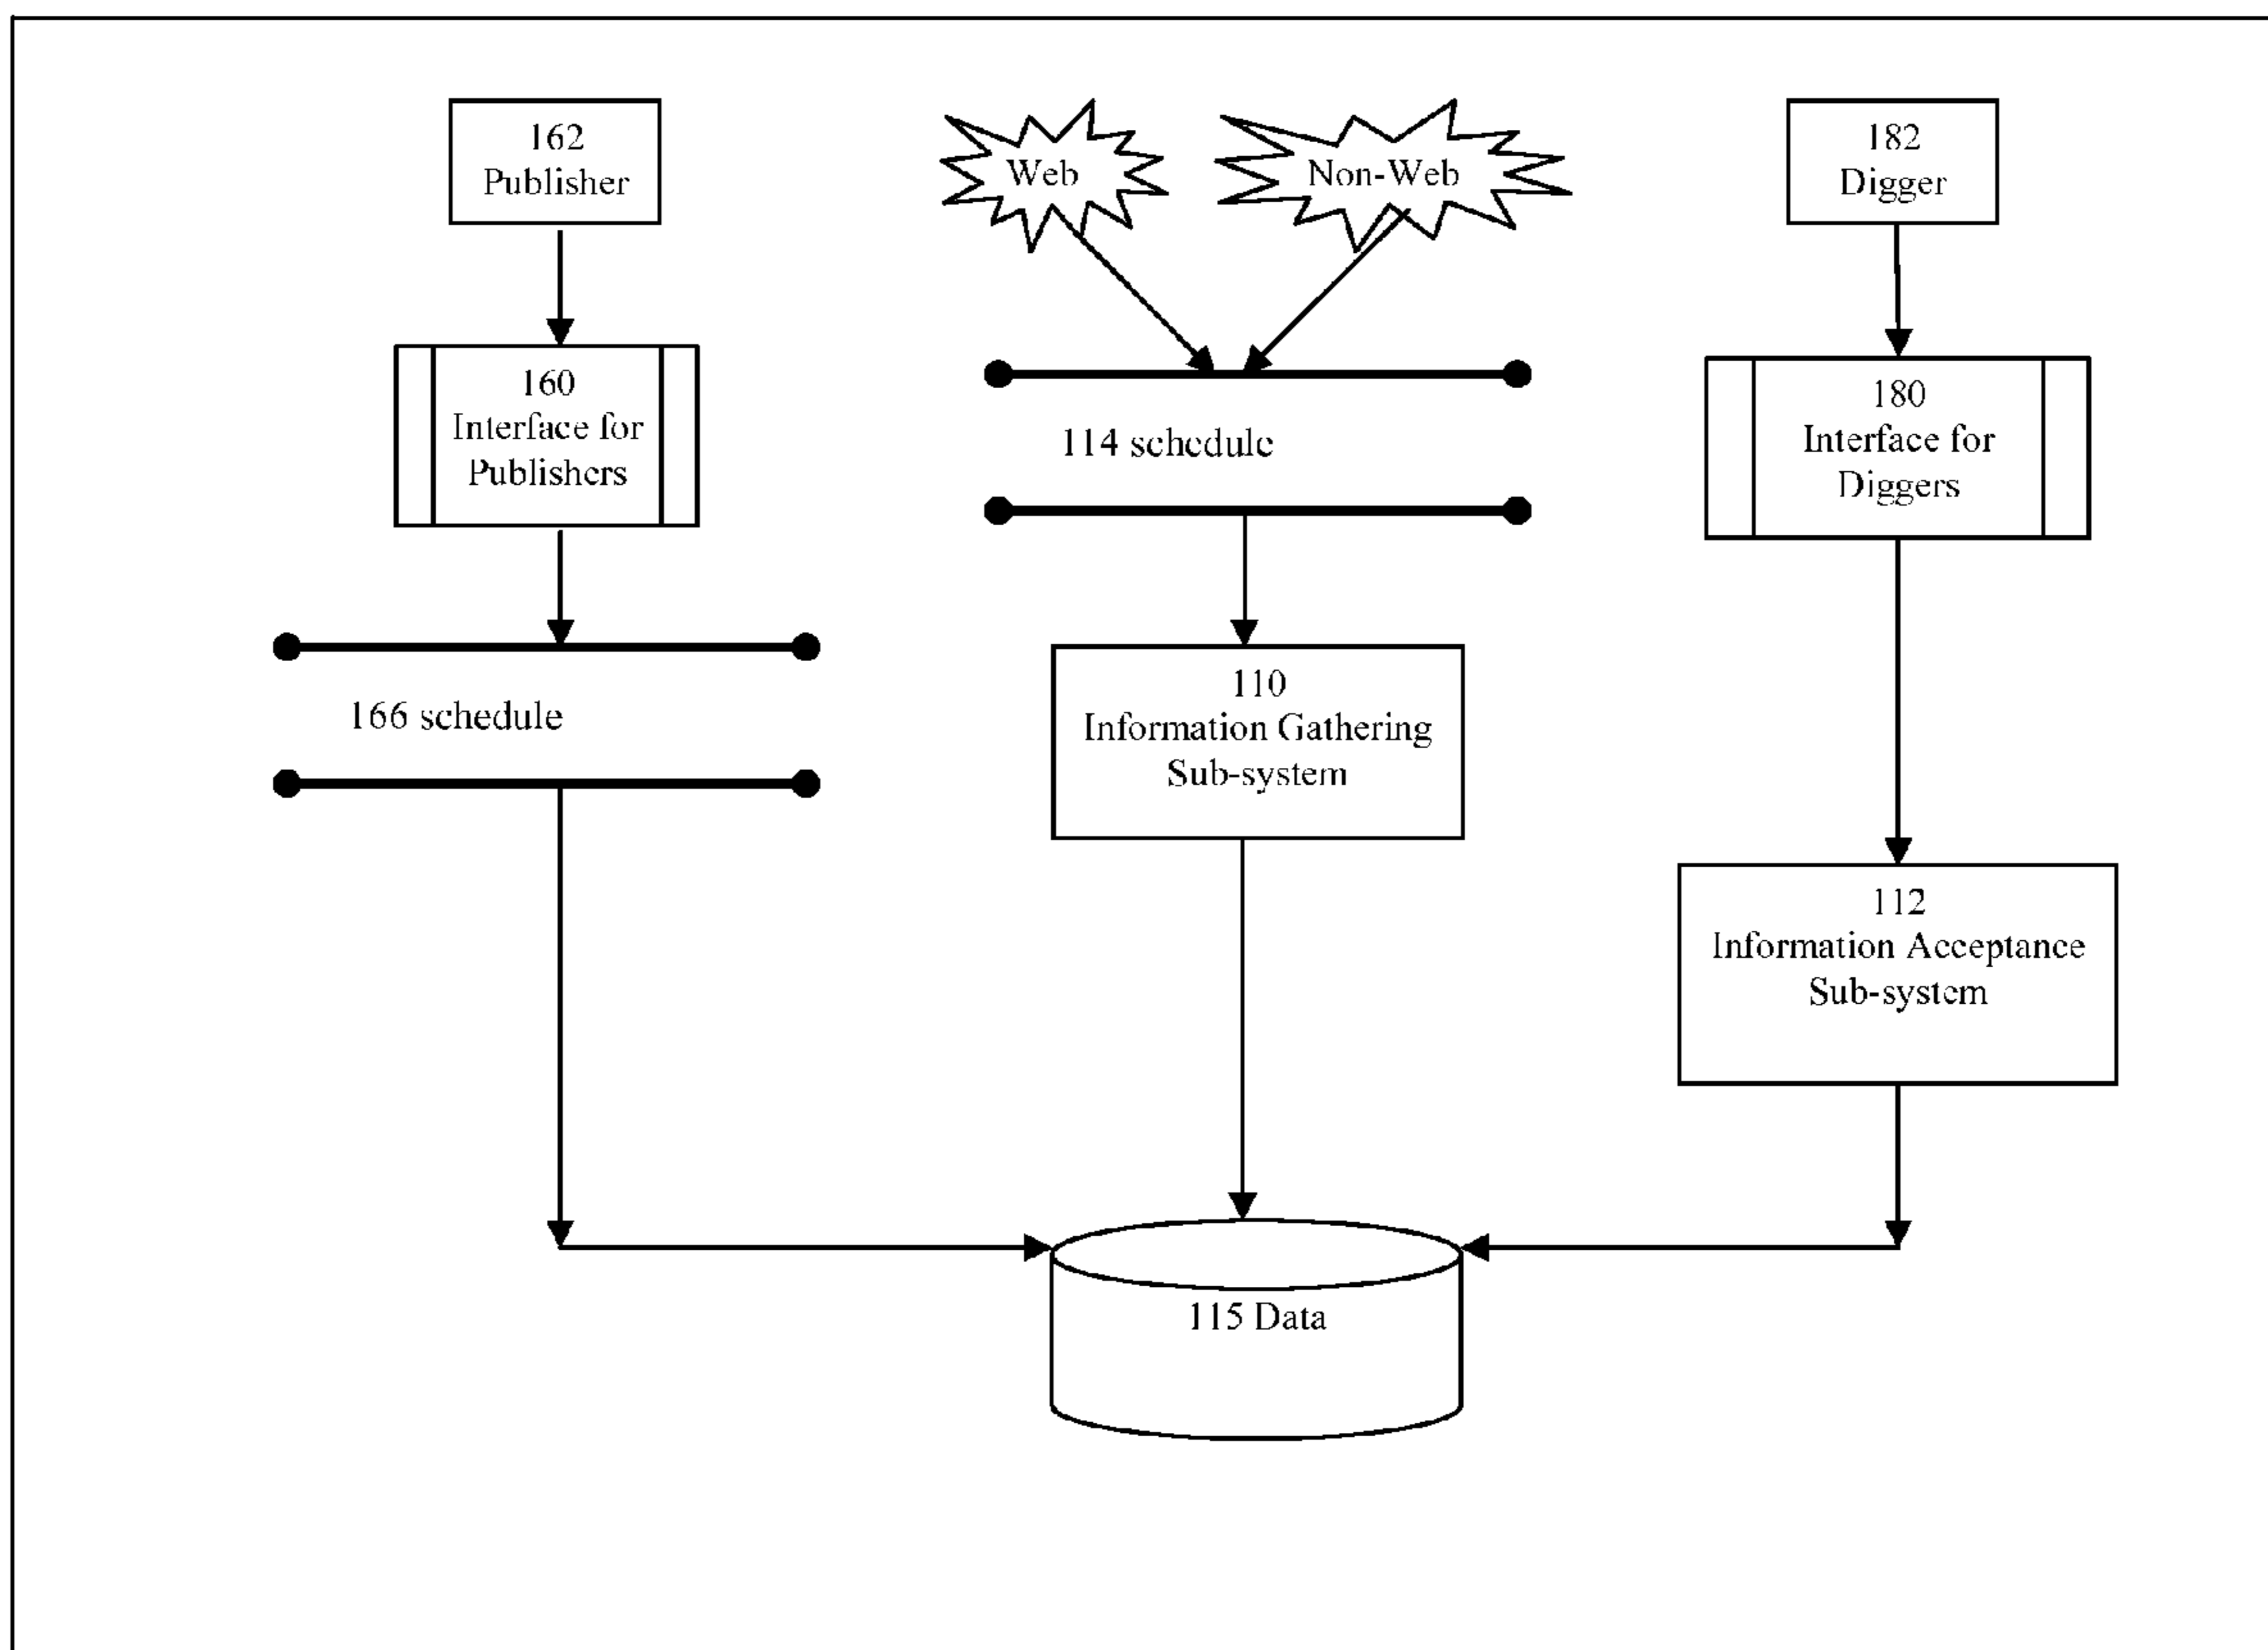 162
Publisher
Web
Non-Web
182
Digger
160
Interface for
Publishers
114 schedule
180
Interface for
Diggers
166 schedule
110
Information Gathering
Sub-system
112
Information Acceptance
Sub-system
115 Data